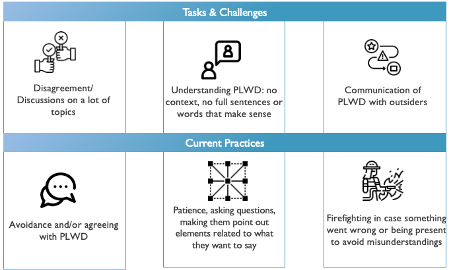 Tasks & Challenges
Disagreement/
Discussions on a lot of
topics
Understanding PLWD: no
context, no full sentences or
words that make sense
Communication of
PLWD with outsiders
Current Practices
Avoidance and/or agreeing
with PLWD
Patience, asking questions,
making them point out
elements related to what
they want to say
Firefighting in case something
went wrong or being present
to avoid misunderstandings